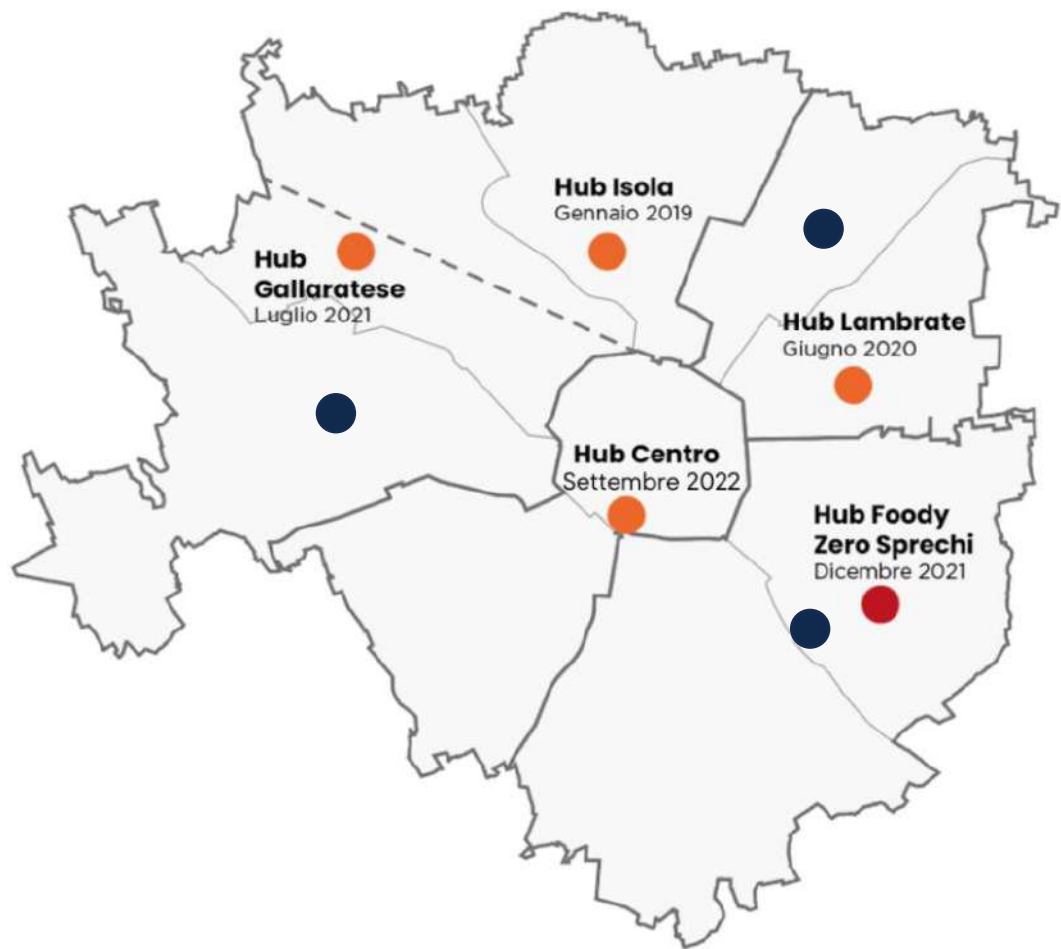 Hub Isola
Gennaio 2019
Hub
Gallaratese
Luglio 2021
Hub Lambrate
Giugno 2020
Hub Centro
Settembre 2022
Hub Foody
Zero Sprechi
Dicembre 2021